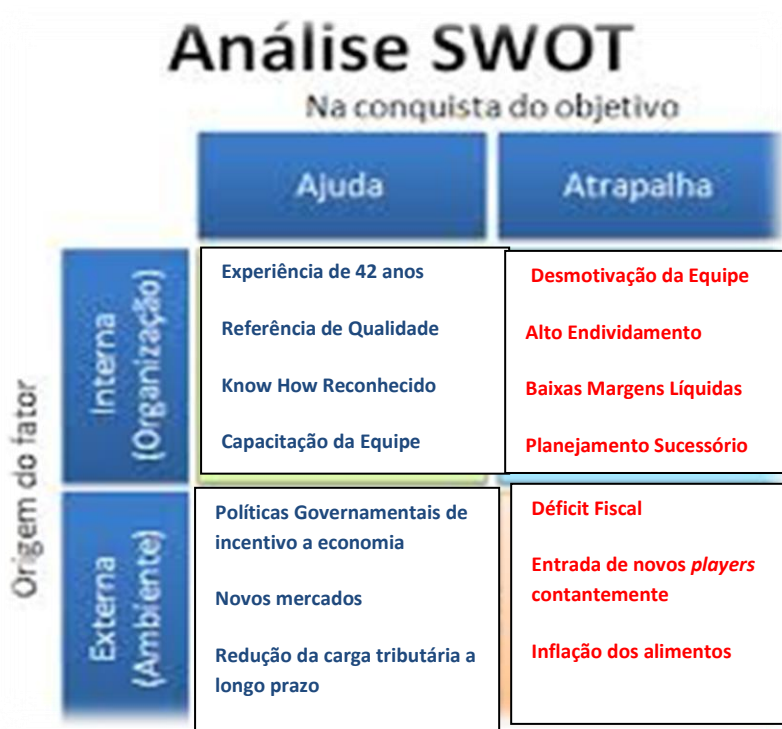 Análise SWOT
Na conquista do objetivo
Ajuda
Atrapalha
Origem do fator
Interna
(Organização)
Experiência de 42 anos
Referência de Qualidade
Know How Reconhecido
Capacitação da Equipe
Desmotivação da Equipe
Alto Endividamento
Baixas Margens Líquidas
Planejamento Sucessório
Externa
(Ambiente)
Políticas Governamentais de
incentivo a economia
Novos mercados
Redução da carga tributária a
longo prazo
Déficit Fiscal
Entrada de novos players
contantemente
Inflação dos alimentos